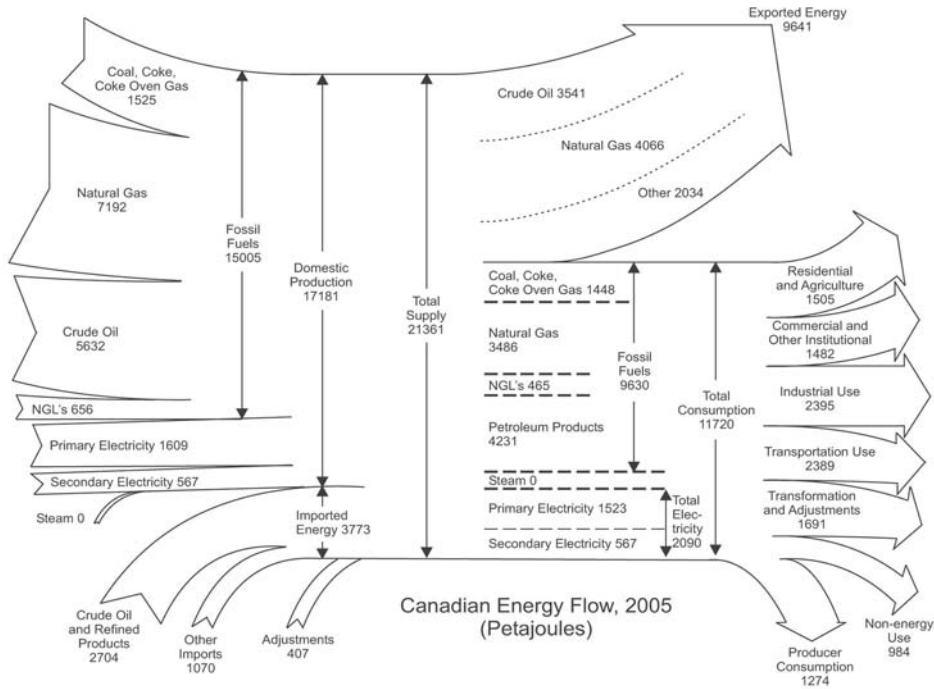 Exported Energy
9641
Coal, Coke,
Coke Oven Gas
1525
Natural Gas
7192
Crude Oil
5632
NGL's 656
Primary Electricity 1609
Secondary Electricity 567
Steam 0
Crude Oil
and Refined
Products
2704
Other
Imports
1070
Adjustments
407
Fossil
Fuels
15005
Domestic
Production
17181
Imported
Energy 3773
Total
Supply
21361
Crude Oil 3541
Natural Gas 4066
Other 2034
Coal, Coke,
Coke Oven Gas 1448
Natural Gas
3486
NGL's 465
Petroleum Products
4231
Steam 0
Primary Electricity 1523
Secondary Electricity 567
Fossil
Fuels
9630
Total
Elec-
tricity
2090
Total
Consumption
11720
Residential
and Agriculture
1505
Commercial and
Other Institutional
1482
Industrial Use
2395
Transportation Use
2389
Transformation
and Adjustments
1691
Non-energy
Use
984
Producer
Consumption
1274
Canadian Energy Flow, 2005
(Petajoules)